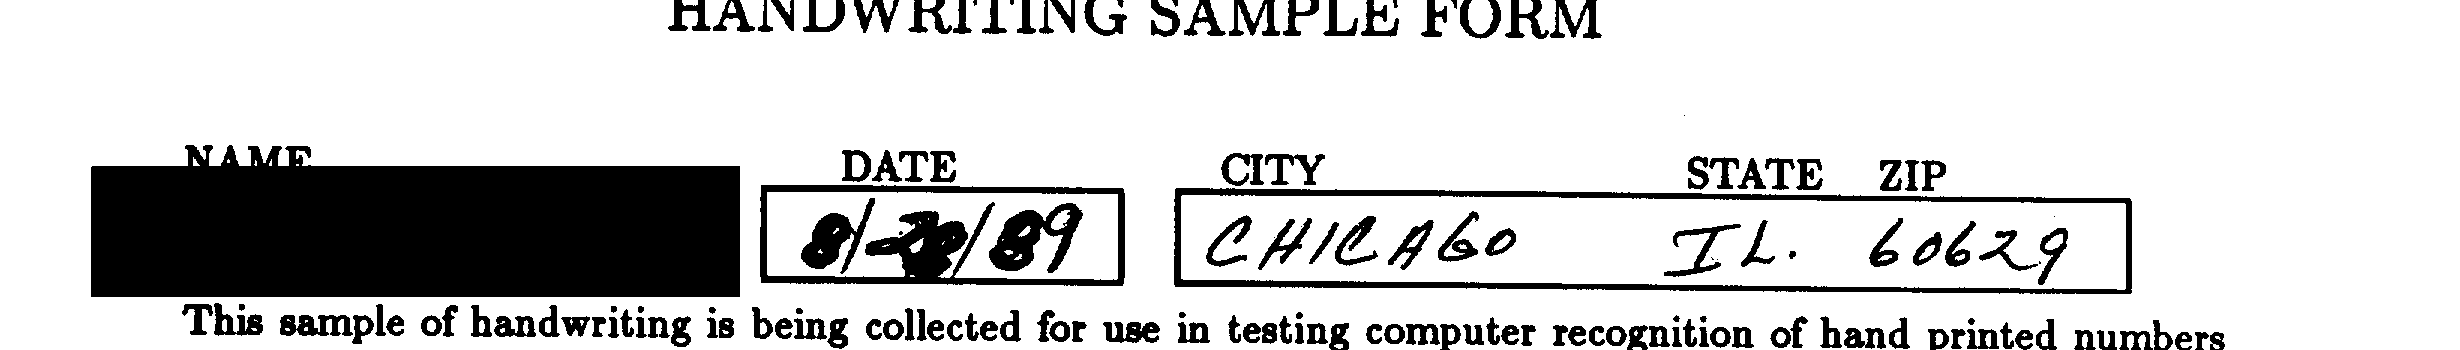 HANDWRITING SAMPLE FORM
NAME DATE CITY STATE ZIP
8/ /89 CHICAGO IL. 60629
This sample of handwriting is being collected for use in testing computer recognition of hand printed numbers